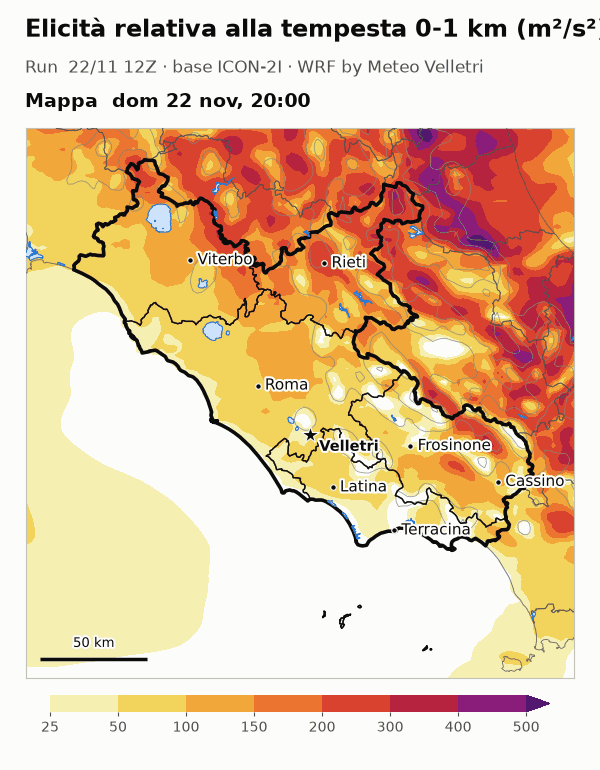 Elicità relativa alla tempesta 0-1 km (m²/s²)
Run 22/11 12Z · base ICON-2I · WRF by Meteo Velletri
Mappa dom 22 nov, 20:00
Viterbo
Rieti
Roma
Velletri
Frosinone
Latina
Cassino
Terracina
50 km
25 50 100 150 200 300 400 500